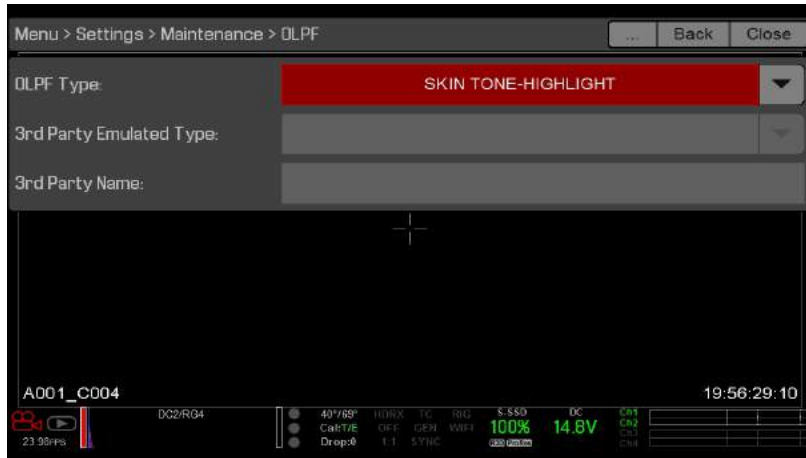 Menu > Settings > Maintenance > OLPF ... Back Close
OLPF Type: SKIN TONE-HIGHLIGHT
3rd Party Emulated Type:
3rd Party Name:
A001_C004 19:56:29:10
DC2/RG4 40°/69° HDRX TC RIG S-SSD DC Ch1
Cal:T/E OFF GEN WIFI 100% 14.8V Ch2
23.98FPS Drop:0 1:1 SYNC Ch3
Ch4